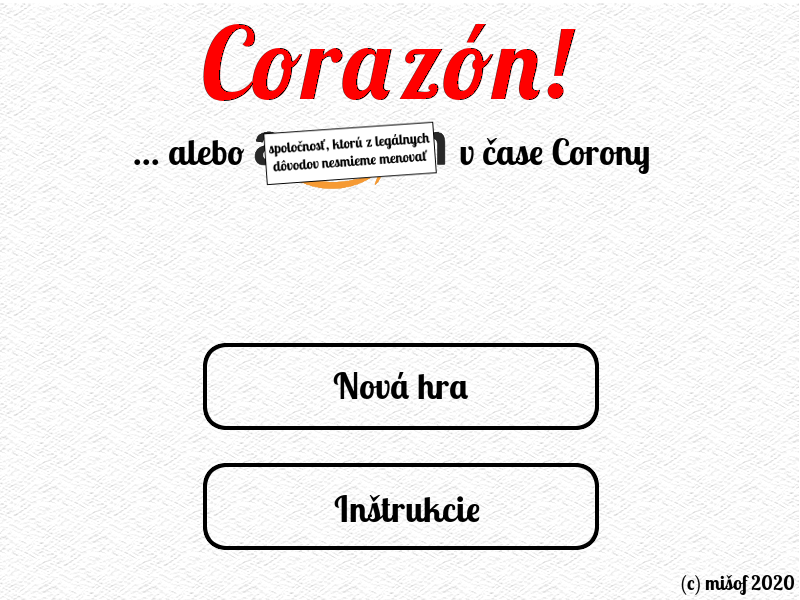 Corazón!
... alebo spoločnosť, ktorú z legálnych dôvodov nesmieme menovať v čase Corony
Nová hra
Inštrukcie
(c) mišof 2020